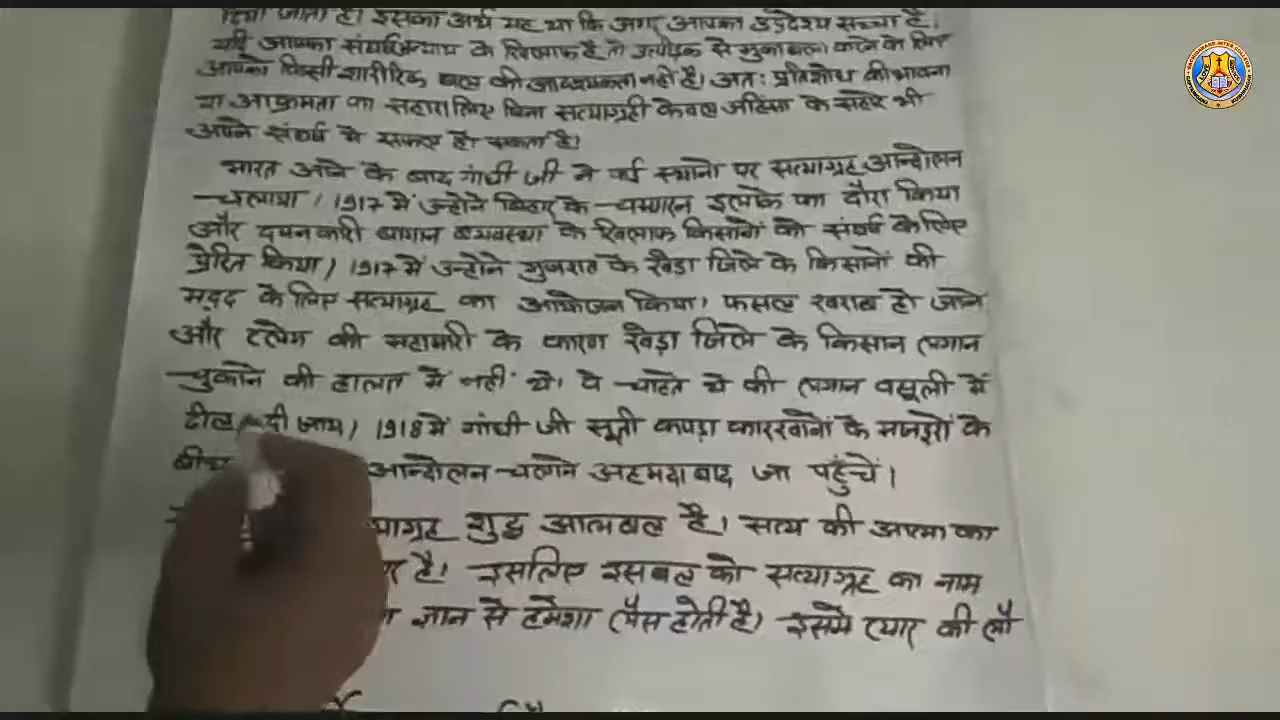 दिया जाता है। इसका अर्थ यह था कि अगर आपका उद्देश्य सच्चा है,
यदि आपका संघर्ष अन्याय के खिलाफ है तो उत्पीड़क से मुकाबला करने के लिए
आपको किसी शारीरिक बल की आवश्यकता नहीं है। अतः प्रतिशोध की भावना
या आक्रमता का सहारा लिए बिना सत्याग्रही केवल अहिंसा के सहारे भी
अपने संघर्ष में सफल हो सकता है।
भारत आने के बाद गांधी जी ने कई स्थानों पर सत्याग्रह आन्दोलन
चलाया। 1917 में उन्होने बिहार के चम्पारन इलाके का दौरा किया
और दमनकारी बागान व्यवस्था के खिलाफ किसानों को संघर्ष के लिए
प्रेरित किया। 1917 में उन्होने गुजरात के खेड़ा जिले के किसानों की
मदद के लिए सत्याग्रह का आयोजन किया। फसल खराब हो जाने
और प्लेग की महामारी के कारण खेड़ा जिले के किसान लगान
चुकाने की हालत में नहीं थे। वे चाहते थे की लगान वसूली में
ढील दी जाय। 1918 में गांधी जी सूती कपड़ा कारखानों के मजदूरों के
बीच आन्दोलन चलाने अहमदाबाद जा पहुँचें।
शुद्ध आत्मबल है। सत्य की आत्मा का
है। इसलिए इस बल को सत्याग्रह का नाम
ज्ञान से हमेशा लैस होती है। इसमें प्यार की लौ